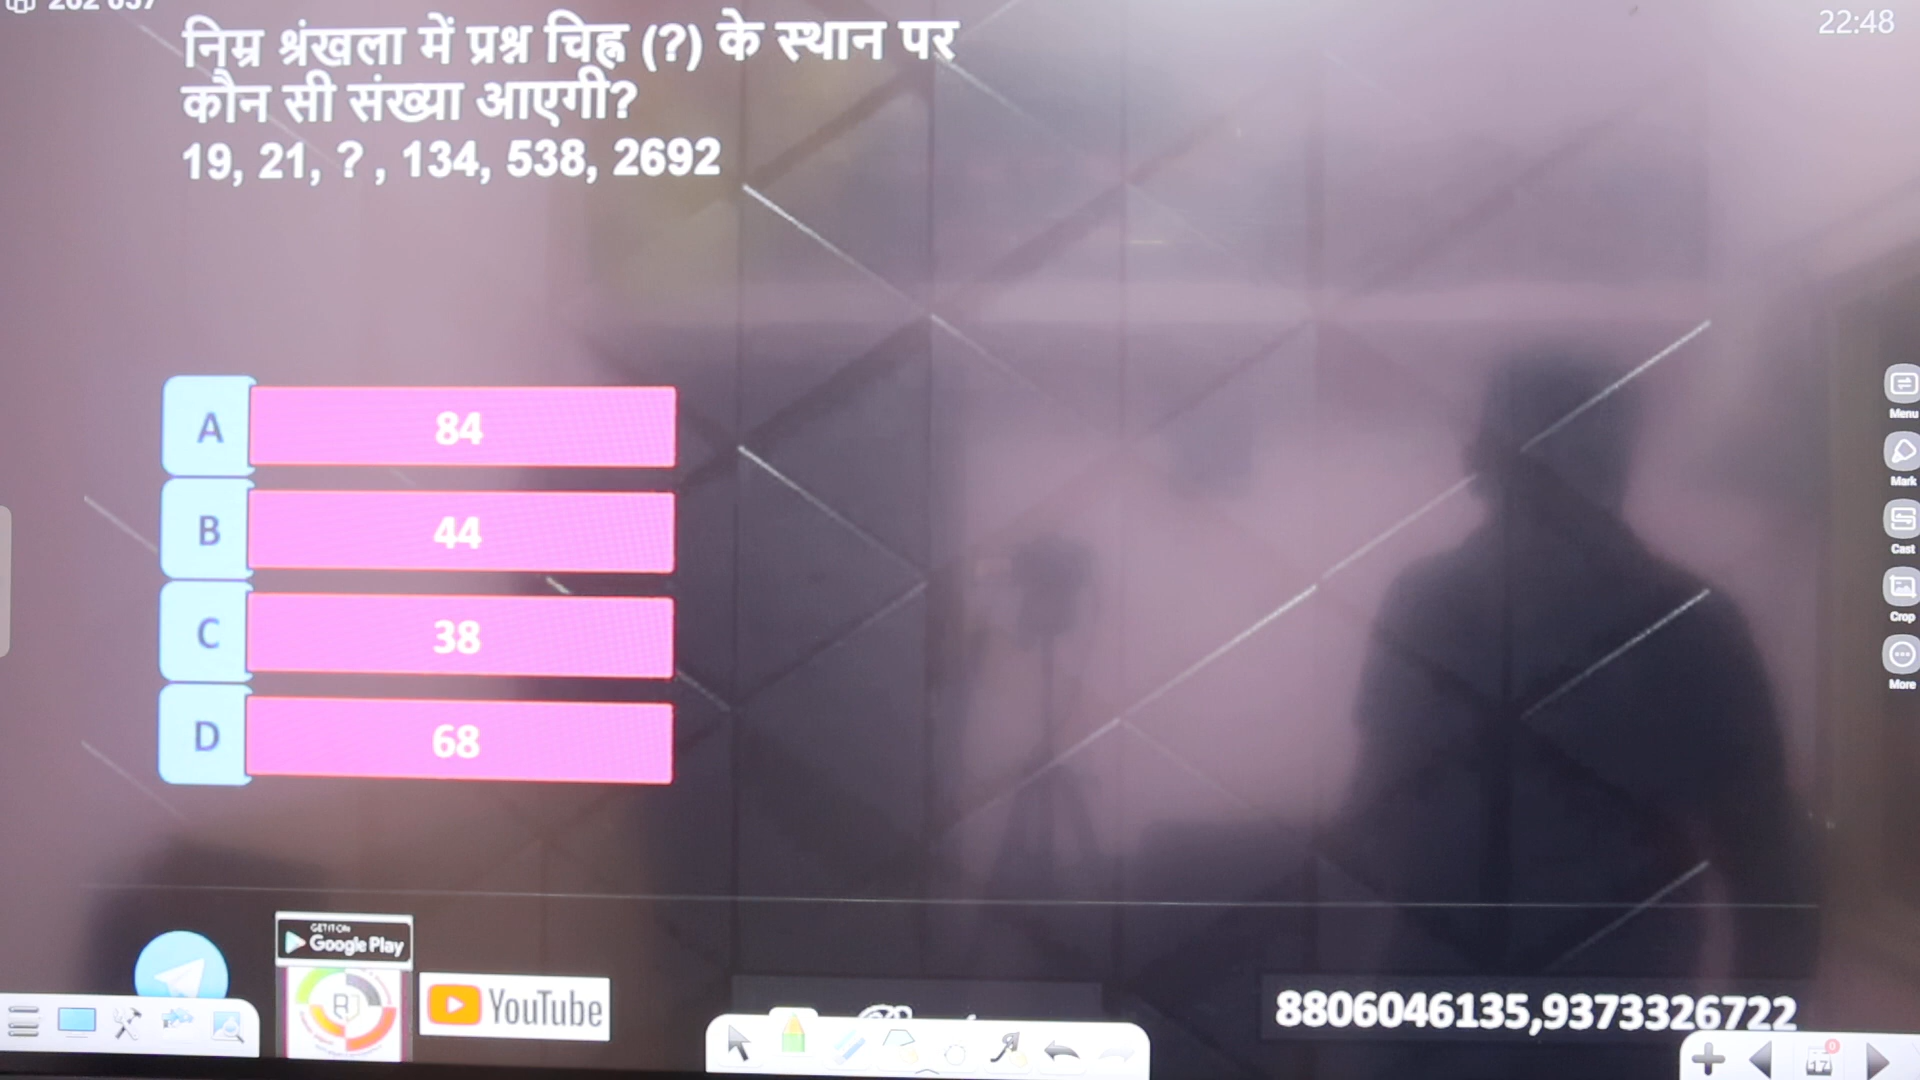 22:48
निम्न श्रंखला में प्रश्न चिह्न (?) के स्थान पर
कौन सी संख्या आएगी?
19, 21, ? , 134, 538, 2692
A 84
B 44
C 38
D 68
Menu
Mark
Cast
Crop
More
GET IT ON
Google Play
YouTube
8806046135,9373326722
17